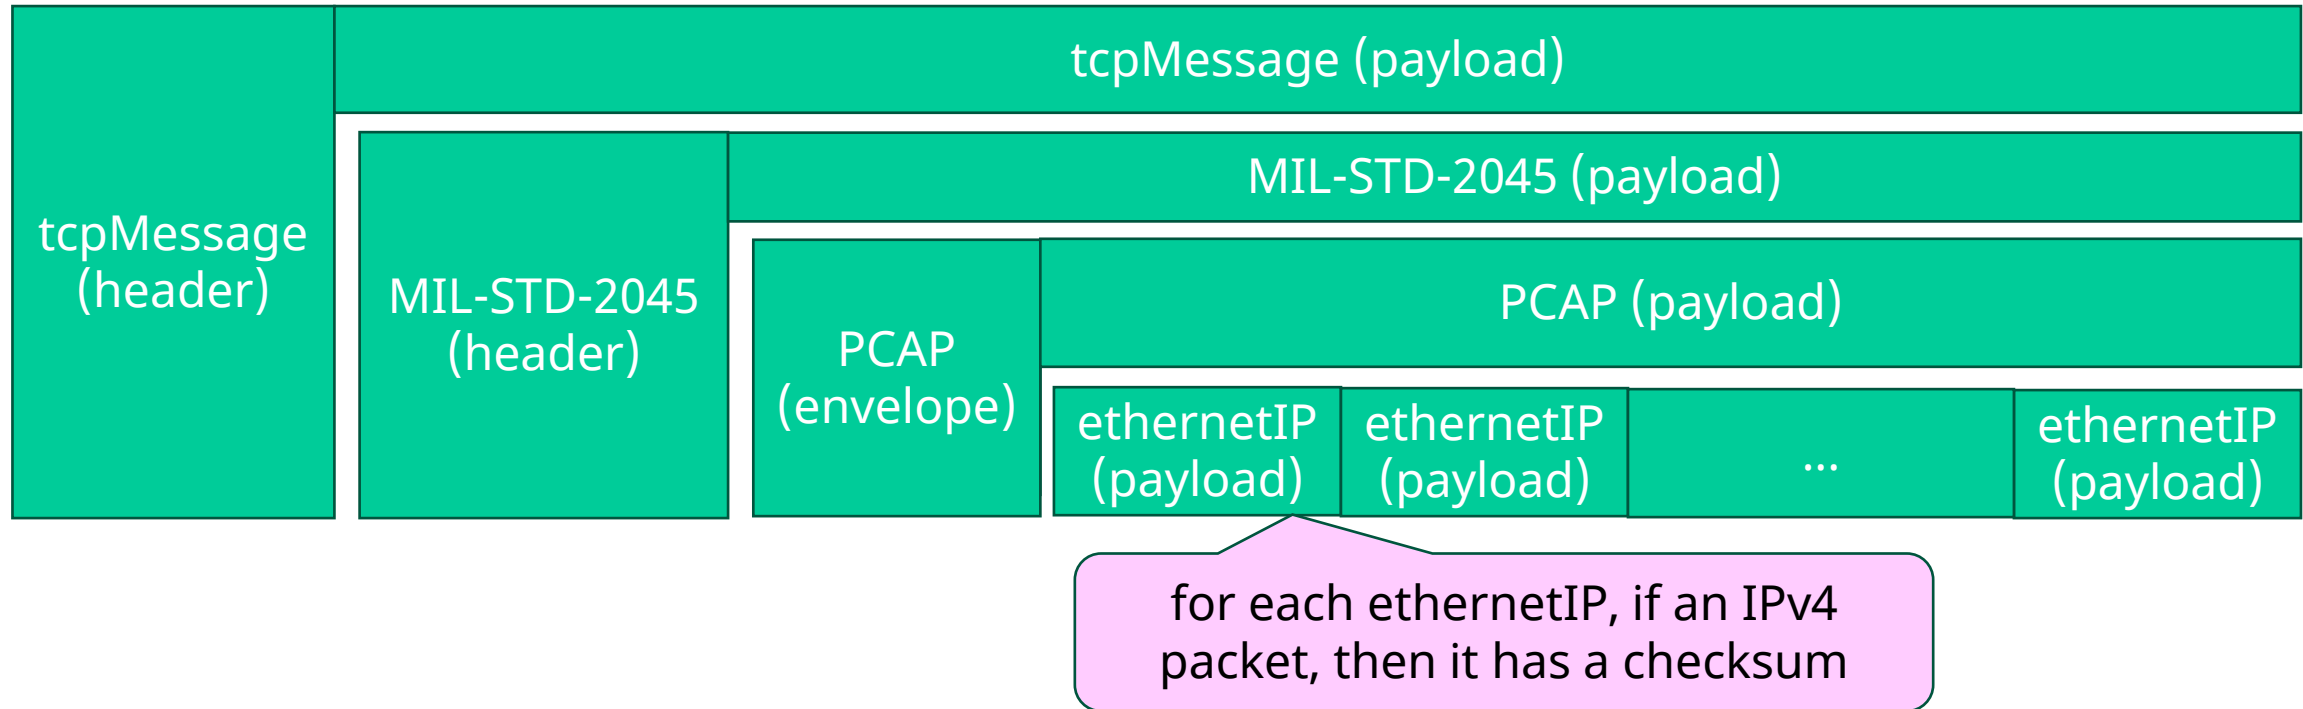 tcpMessage (payload)
tcpMessage
(header)
MIL-STD-2045 (payload)
MIL-STD-2045
(header)
PCAP (payload)
PCAP
(envelope)
ethernetIP
(payload)
ethernetIP
(payload)
...
ethernetIP
(payload)
for each ethernetIP, if an IPv4
packet, then it has a checksum